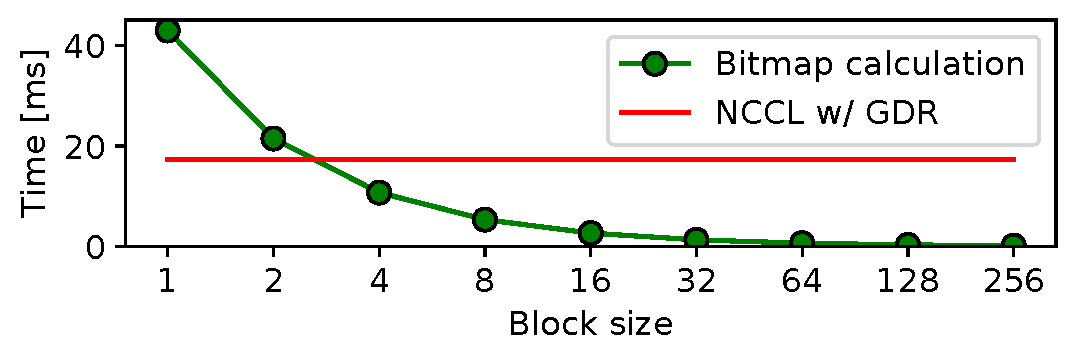 Time [ms]
40
20
0
Bitmap calculation
NCCL w/ GDR
1 2 4 8 16 32 64 128 256
Block size